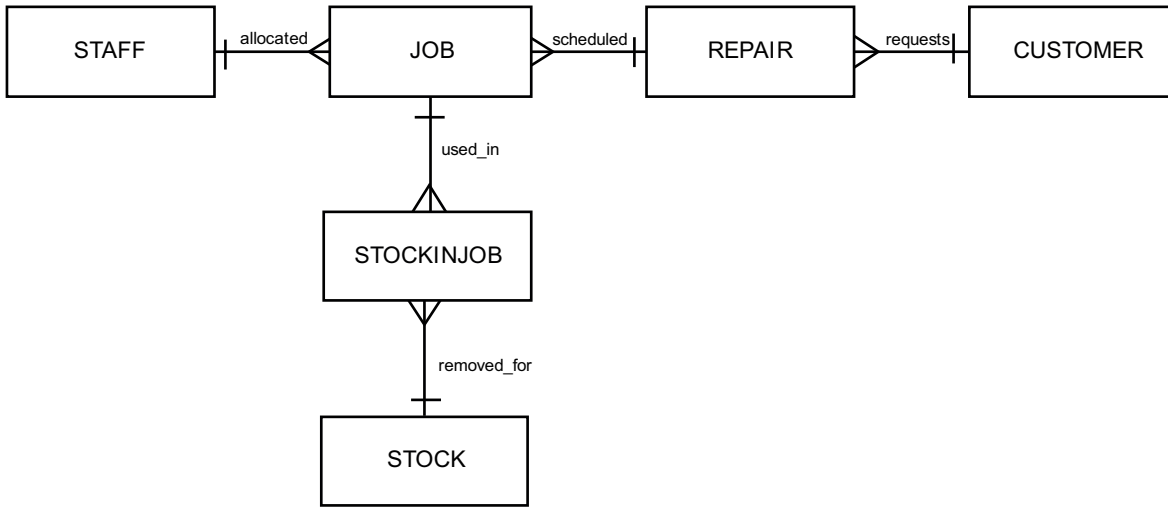 STAFF
allocated
JOB
scheduled
REPAIR
requests
CUSTOMER
used_in
STOCKINJOB
removed_for
STOCK